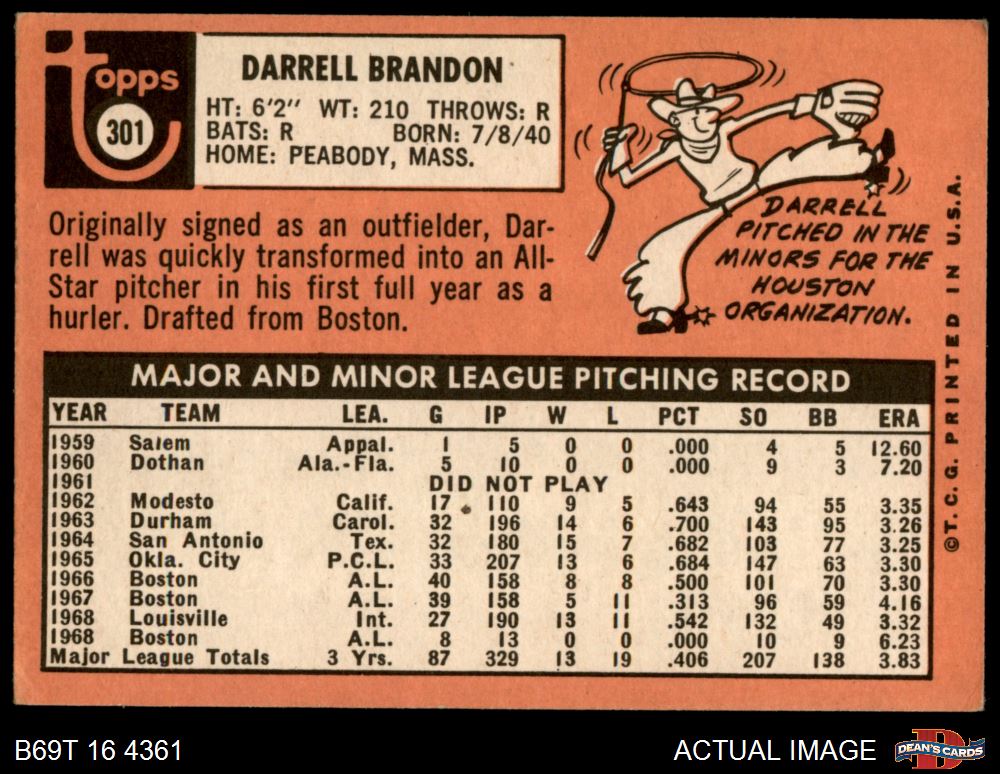 topps
301
DARRELL BRANDON
HT: 6'2" WT: 210 THROWS: R
BATS: R BORN: 7/8/40
HOME: PEABODY, MASS.
Originally signed as an outfielder, Dar-
rell was quickly transformed into an All-
Star pitcher in his first full year as a
hurler. Drafted from Boston.
DARRELL
PITCHED IN THE
MINORS FOR THE
HOUSTON
ORGANIZATION.
©T.C.G. PRINTED IN U.S.A.
MAJOR AND MINOR LEAGUE PITCHING RECORD
YEAR TEAM LEA. G IP W L PCT SO BB ERA
1959 Salem Appal. 1 5 0 0 .000 4 5 12.60
1960 Dothan Ala.-Fla. 5 10 0 0 .000 9 3 7.20
1961 DID NOT PLAY
1962 Modesto Calif. 17 110 9 5 .643 94 55 3.35
1963 Durham Carol. 32 196 14 6 .700 143 95 3.26
1964 San Antonio Tex. 32 180 15 7 .682 103 77 3.25
1965 Okla. City P.C.L. 33 207 13 6 .684 147 63 3.30
1966 Boston A.L. 40 158 8 8 .500 101 70 3.30
1967 Boston A.L. 39 158 5 11 .313 96 59 4.16
1968 Louisville Int. 27 190 13 11 .542 132 49 3.32
1968 Boston A.L. 8 13 0 0 .000 10 9 6.23
Major League Totals 3 Yrs. 87 329 13 19 .406 207 138 3.83
B69T 16 4361
ACTUAL IMAGE
DEAN'S CARDS